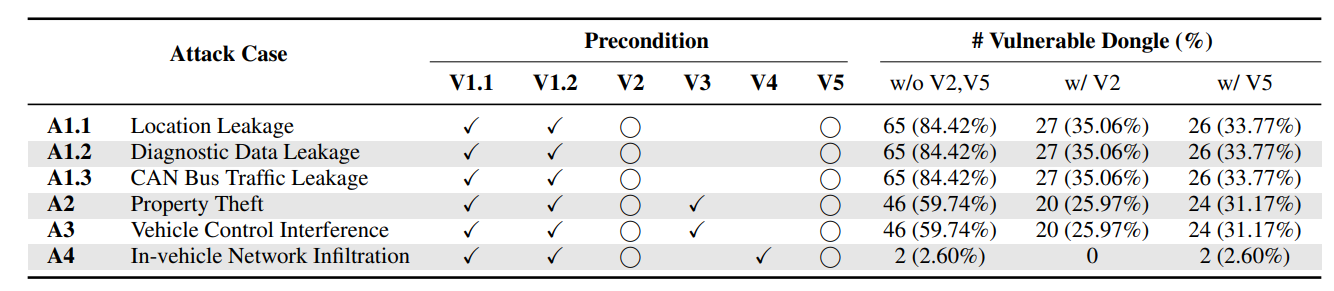 Attack Case Precondition # Vulnerable Dongle (%)
V1.1 V1.2 V2 V3 V4 V5 w/o V2,V5 w/ V2 w/ V5
A1.1 Location Leakage ✓ ✓ ◯ ◯ 65 (84.42%) 27 (35.06%) 26 (33.77%)
A1.2 Diagnostic Data Leakage ✓ ✓ ◯ ◯ 65 (84.42%) 27 (35.06%) 26 (33.77%)
A1.3 CAN Bus Traffic Leakage ✓ ✓ ◯ ◯ 65 (84.42%) 27 (35.06%) 26 (33.77%)
A2 Property Theft ✓ ✓ ◯ ✓ ◯ 46 (59.74%) 20 (25.97%) 24 (31.17%)
A3 Vehicle Control Interference ✓ ✓ ◯ ✓ ◯ 46 (59.74%) 20 (25.97%) 24 (31.17%)
A4 In-vehicle Network Infiltration ✓ ✓ ◯ ✓ ◯ 2 (2.60%) 0 2 (2.60%)